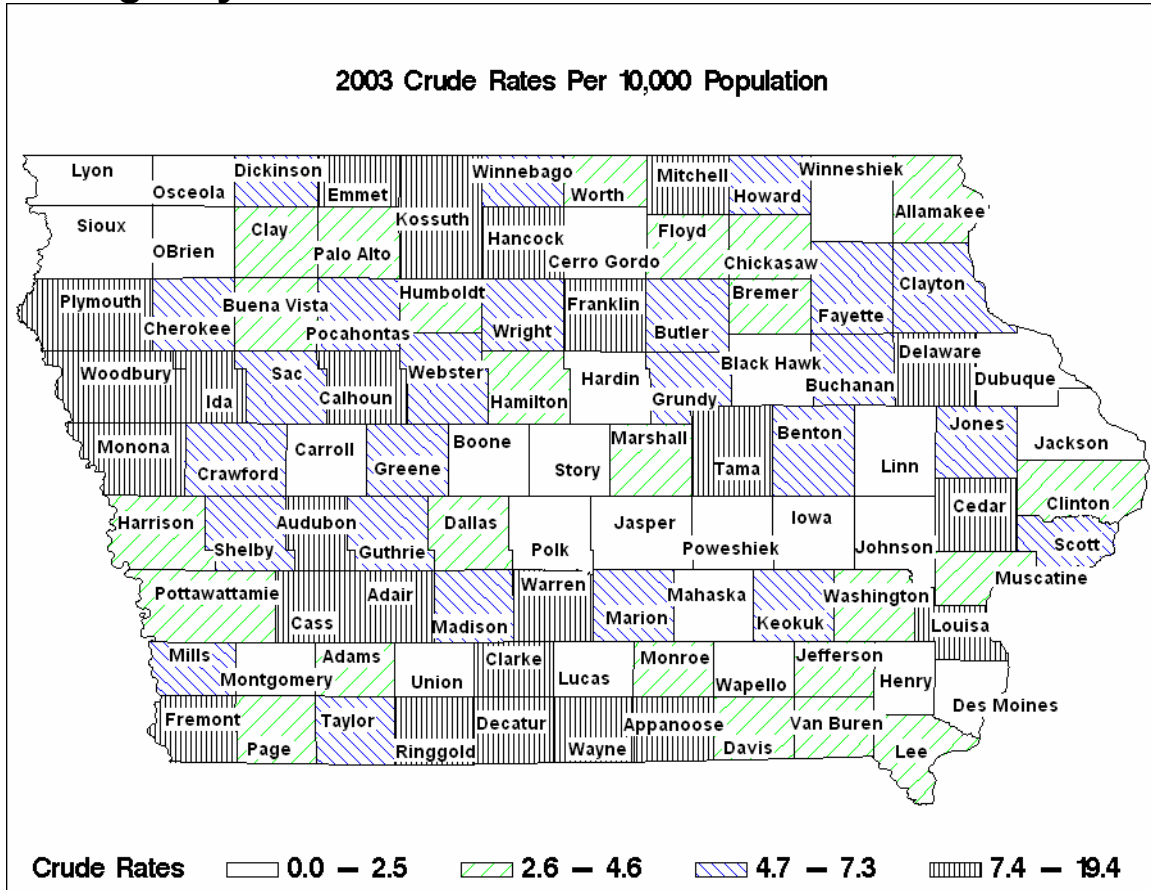 2003 Crude Rates Per 10,000 Population
Lyon
Osceola
Dickinson
Emmet
Kossuth
Winnebago
Worth
Mitchell
Howard
Winneshiek
Allamakee
Sioux
OBrien
Clay
Palo Alto
Hancock
Cerro Gordo
Floyd
Chickasaw
Plymouth
Cherokee
Buena Vista
Pocahontas
Humboldt
Wright
Franklin
Butler
Bremer
Fayette
Clayton
Woodbury
Ida
Sac
Calhoun
Webster
Hamilton
Hardin
Grundy
Black Hawk
Buchanan
Delaware
Dubuque
Monona
Crawford
Carroll
Greene
Boone
Story
Marshall
Tama
Benton
Linn
Jones
Jackson
Harrison
Shelby
Audubon
Guthrie
Dallas
Polk
Jasper
Poweshiek
Iowa
Johnson
Cedar
Clinton
Scott
Muscatine
Pottawattamie
Cass
Adair
Madison
Warren
Marion
Mahaska
Keokuk
Washington
Louisa
Mills
Montgomery
Adams
Union
Clarke
Lucas
Monroe
Wapello
Jefferson
Henry
Des Moines
Fremont
Page
Taylor
Ringgold
Decatur
Wayne
Appanoose
Davis
Van Buren
Lee
Crude Rates 0.0 — 2.5 2.6 — 4.6 4.7 — 7.3 7.4 — 19.4